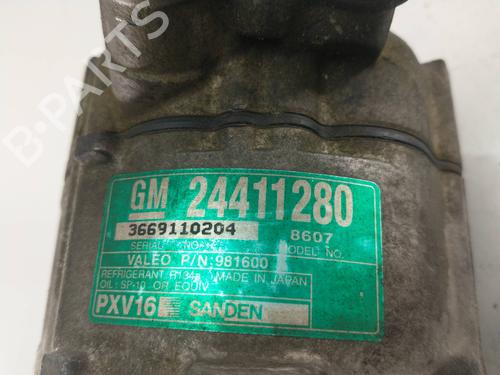 B-PARTS
GM 24411280
3669110204 8607
SERIAL NO. MODEL NO.
VALEO P/N:981600
REFRIGERANT R134a MADE IN JAPAN
OIL: SP-10 OR EQUIV
PXV16 SANDEN